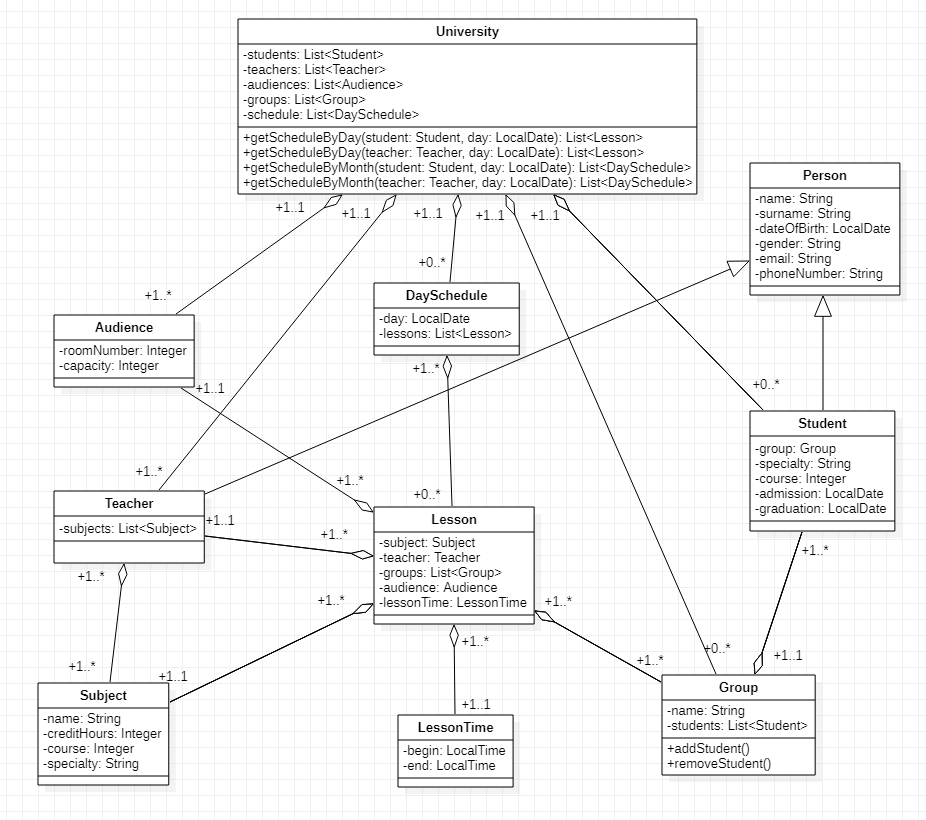 University
-students: List<Student>
-teachers: List<Teacher>
-audiences: List<Audience>
-groups: List<Group>
-schedule: List<DaySchedule>
+getScheduleByDay(student: Student, day: LocalDate): List<Lesson>
+getScheduleByDay(teacher: Teacher, day: LocalDate): List<Lesson>
+getScheduleByMonth(student: Student, day: LocalDate): List<DaySchedule>
+getScheduleByMonth(teacher: Teacher, day: LocalDate): List<DaySchedule>
+1..1
+1..1
+1..1
+1..1
+1..1
Person
-name: String
-surname: String
-dateOfBirth: LocalDate
-gender: String
-email: String
-phoneNumber: String
+0..*
+1..*
DaySchedule
-day: LocalDate
-lessons: List<Lesson>
+1..*
Audience
-roomNumber: Integer
-capacity: Integer
+1..1
+0..*
Student
-group: Group
-specialty: String
-course: Integer
-admission: LocalDate
-graduation: LocalDate
+1..*
+1..*
Teacher
-subjects: List<Subject>
+1..1
+1..*
+1..*
+1..*
+0..*
Lesson
-subject: Subject
-teacher: Teacher
-groups: List<Group>
-audience: Audience
-lessonTime: LessonTime
+1..*
+1..*
+1..*
+1..*
+1..1
Subject
-name: String
-creditHours: Integer
-course: Integer
-specialty: String
+1..1
LessonTime
-begin: LocalTime
-end: LocalTime
+0..*
+1..1
+1..*
Group
-name: String
-students: List<Student>
+addStudent()
+removeStudent()